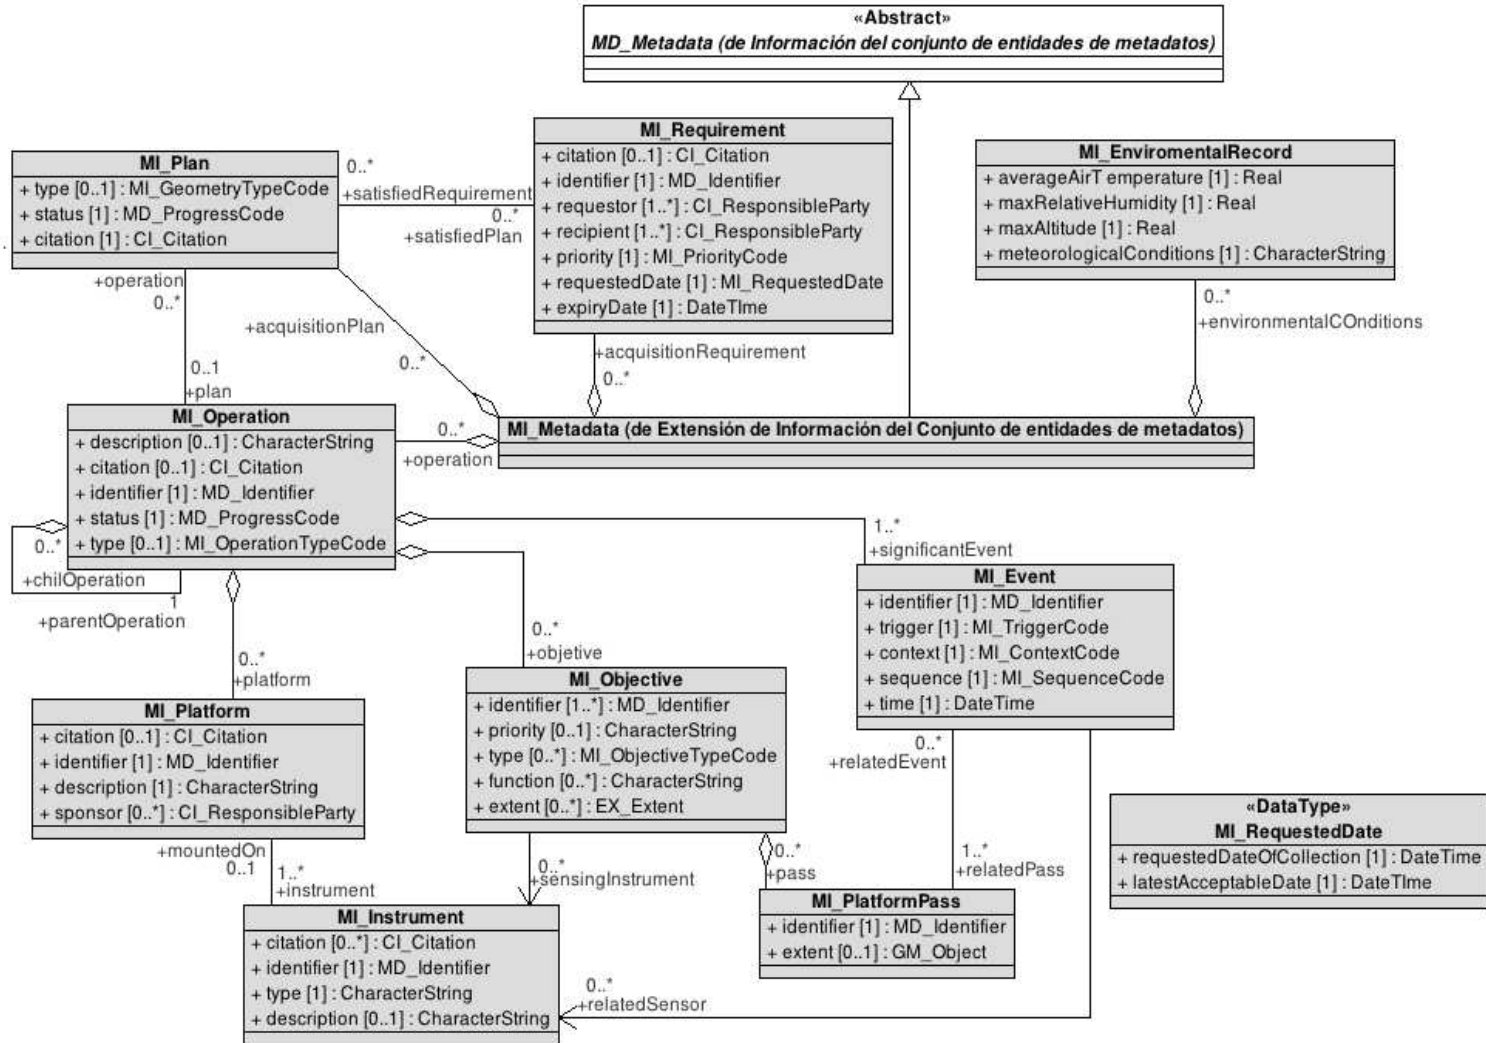 «Abstract»
MD_Metadata (de Información del conjunto de entidades de metadatos)
MI_Plan
+ type [0..1] : MI_GeometryTypeCode
+ status [1] : MD_ProgressCode
+ citation [1] : CI_Citation
0..*
+satisfiedRequirement
0..*
+satisfiedPlan
MI_Requirement
+ citation [0..1] : CI_Citation
+ identifier [1] : MD_Identifier
+ requestor [1..*] : CI_ResponsibleParty
+ recipient [1..*] : CI_ResponsibleParty
+ priority [1] : MI_PriorityCode
+ requestedDate [1] : MI_RequestedDate
+ expiryDate [1] : DateTIme
MI_EnviromentalRecord
+ averageAirT emperature [1] : Real
+ maxRelativeHumidity [1] : Real
+ maxAltitude [1] : Real
+ meteorologicalConditions [1] : CharacterString
+operation
0..*
+acquisitionPlan
0..*
+acquisitionRequirement
0..*
0..*
+environmentalCOnditions
0..1
+plan
MI_Operation
+ description [0..1] : CharacterString
+ citation [0..1] : CI_Citation
+ identifier [1] : MD_Identifier
+ status [1] : MD_ProgressCode
+ type [0..1] : MI_OperationTypeCode
0..*
+operation
MI_Metadata (de Extensión de Información del Conjunto de entidades de metadatos)
0..*
+chilOperation
1
+parentOperation
1..*
+significantEvent
MI_Event
+ identifier [1] : MD_Identifier
+ trigger [1] : MI_TriggerCode
+ context [1] : MI_ContextCode
+ sequence [1] : MI_SequenceCode
+ time [1] : DateTime
0..*
+platform
0..*
+objetive
MI_Platform
+ citation [0..1] : CI_Citation
+ identifier [1] : MD_Identifier
+ description [1] : CharacterString
+ sponsor [0..*] : CI_ResponsibleParty
MI_Objective
+ identifier [1..*] : MD_Identifier
+ priority [0..1] : CharacterString
+ type [0..*] : MI_ObjectiveTypeCode
+ function [0..*] : CharacterString
+ extent [0..*] : EX_Extent
0..*
+relatedEvent
1..*
+relatedPass
«DataType»
MI_RequestedDate
+ requestedDateOfCollection [1] : DateTime
+ latestAcceptableDate [1] : DateTIme
+mountedOn
0..1
1..*
+instrument
0..*
+sensingInstrument
0..*
+pass
MI_PlatformPass
+ identifier [1] : MD_Identifier
+ extent [0..1] : GM_Object
MI_Instrument
+ citation [0..*] : CI_Citation
+ identifier [1] : MD_Identifier
+ type [1] : CharacterString
+ description [0..1] : CharacterString
0..*
+relatedSensor